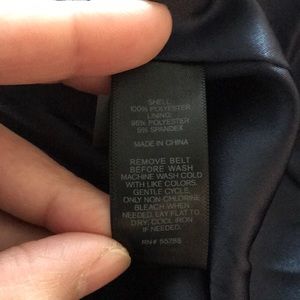 SHELL:
100% POLYESTER
LINING:
95% POLYESTER
5% SPANDEX
MADE IN CHINA
REMOVE BELT
BEFORE WASH
MACHINE WASH COLD
WITH LIKE COLORS,
GENTLE CYCLE,
ONLY NON-CHLORINE
BLEACH WHEN
NEEDED, LAY FLAT TO
DRY; COOL IRON
IF NEEDED.
RN#